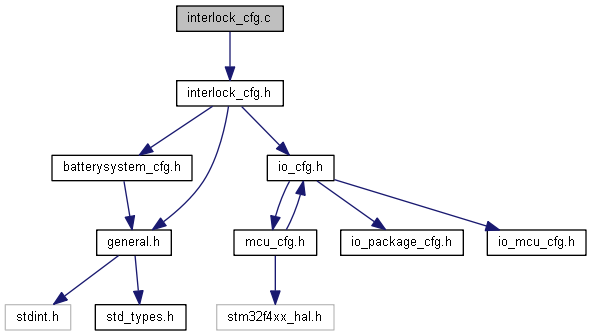 interlock_cfg.c
interlock_cfg.h
batterysystem_cfg.h
io_cfg.h
general.h
mcu_cfg.h
io_package_cfg.h
io_mcu_cfg.h
stdint.h
std_types.h
stm32f4xx_hal.h